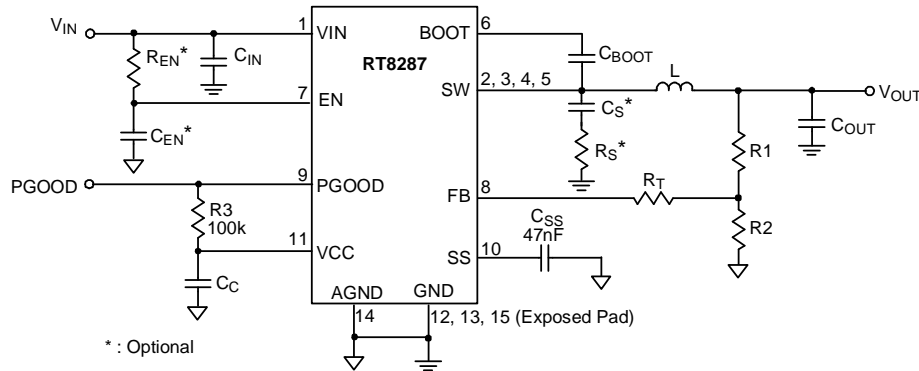 VIN
REN*
CIN
CEN*
1
VIN
7
EN
PGOOD
9
PGOOD
R3
100k
11
VCC
CC
RT8287
AGND
14
GND
12, 13, 15 (Exposed Pad)
BOOT
6
CBOOT
SW
2, 3, 4, 5
L
VOUT
CS*
RS*
COUT
R1
FB
8
RT
R2
CSS
47nF
SS
10
* : Optional